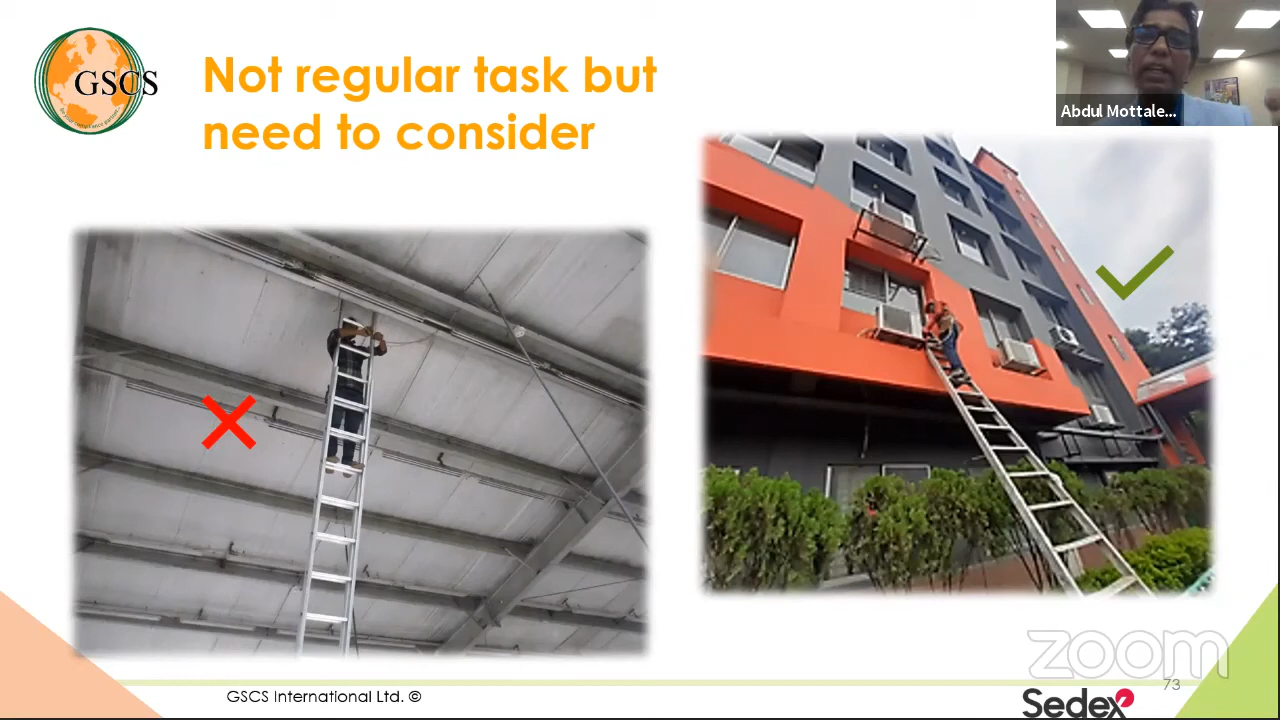 GSCS
Not regular task but
need to consider
Abdul Mottale...
zoom
73
GSCS International Ltd. ©
Sedex